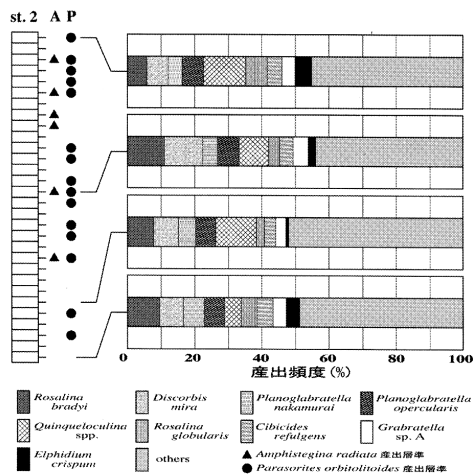 st. 2 A P
0 20 40 60 80 100
産出頻度 (%)
Rosalina bradyi
Discorbis mira
Planoglabratella nakamurai
Planoglabratella opercularis
Quinqueloculina spp.
Rosalina globularis
Cibicides refulgens
Grabratella sp. A
Elphidium crispum
others
Amphistegina radiata 産出層準
Parasorites orbitolitoides 産出層準